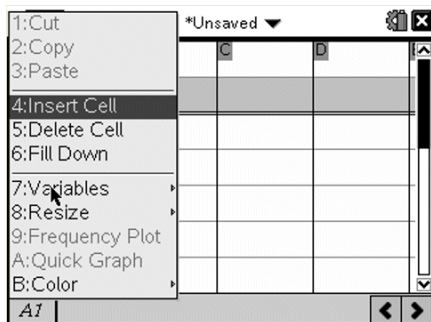 *Unsaved
1:Cut
2:Copy
3:Paste
4:Insert Cell
5:Delete Cell
6:Fill Down
7:Variables
8:Resize
9:Frequency Plot
A:Quick Graph
B:Color
C D
A1